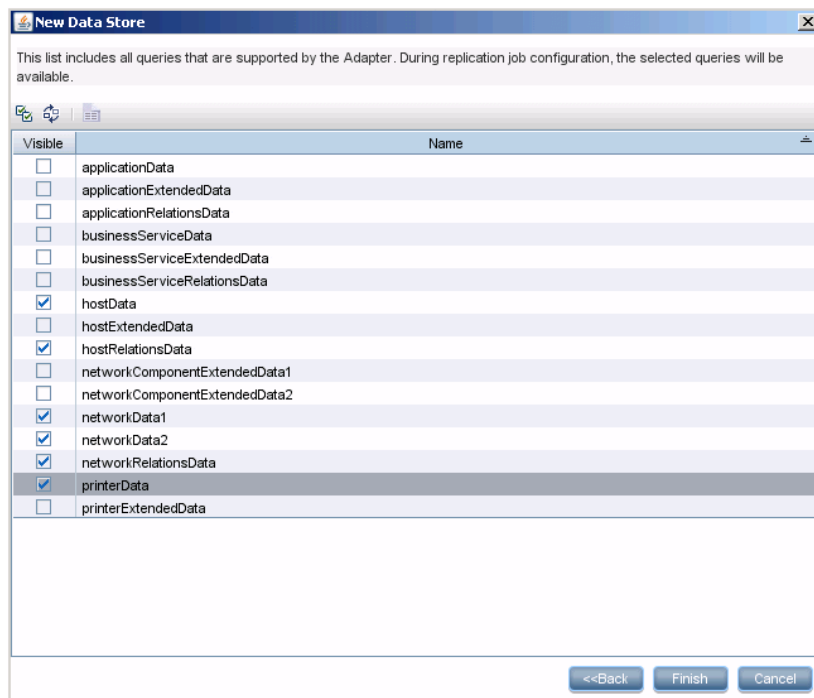 New Data Store
This list includes all queries that are supported by the Adapter. During replication job configuration, the selected queries will be
available.
Visible Name
applicationData
applicationExtendedData
applicationRelationsData
businessServiceData
businessServiceExtendedData
businessServiceRelationsData
hostData
hostExtendedData
hostRelationsData
networkComponentExtendedData1
networkComponentExtendedData2
networkData1
networkData2
networkRelationsData
printerData
printerExtendedData
<<Back Finish Cancel